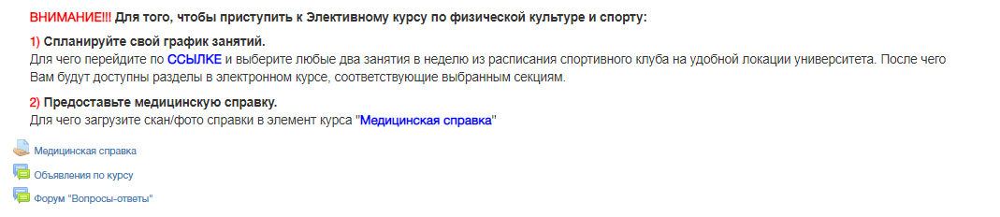 ВНИМАНИЕ!!! Для того, чтобы приступить к Элективному курсу по физической культуре и спорту:
1) Спланируйте свой график занятий.
Для чего перейдите по ССЫЛКЕ и выберите любые два занятия в неделю из расписания спортивного клуба на удобной локации университета. После чего
Вам будут доступны разделы в электронном курсе, соответствующие выбранным секциям.
2) Предоставьте медицинскую справку.
Для чего загрузите скан/фото справки в элемент курса "Медицинская справка"
Медицинская справка
Объявления по курсу
Форум "Вопросы-ответы"